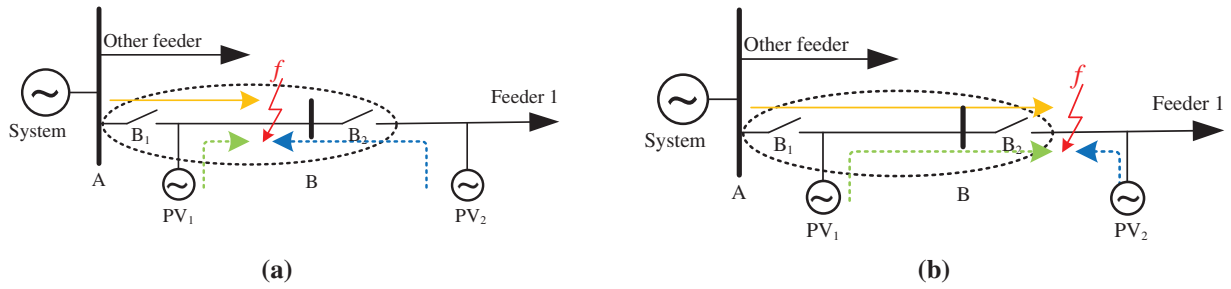 Other feeder
f
Feeder 1
System
B₁
B₂
A
B
PV₁
PV₂
(a)
Other feeder
f
Feeder 1
System
B₁
B₂
A
B
PV₁
PV₂
(b)